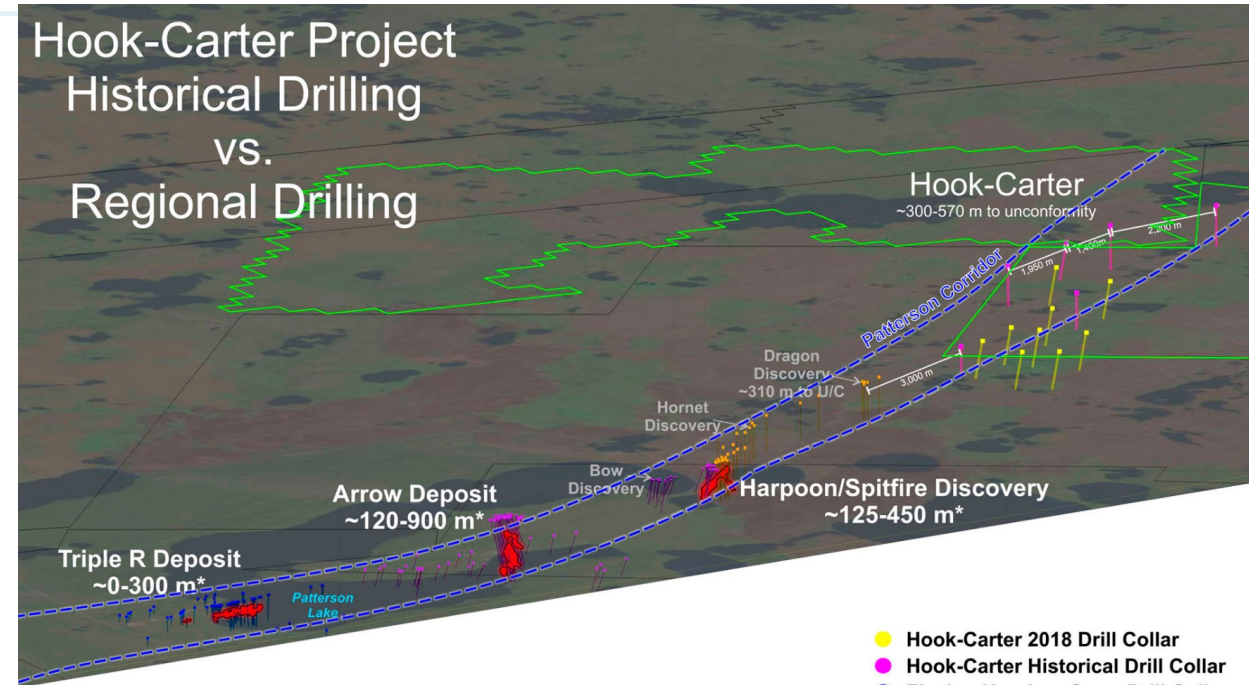 Hook-Carter Project
Historical Drilling
vs.
Regional Drilling
Hook-Carter
~300-570 m to unconformity
2,200 m
1,400m
1,950 m
Patterson Corridor
3,000 m
Dragon
Discovery
~310 m to U/C
Hornet
Discovery
Bow
Discovery
Harpoon/Spitfire Discovery
~125-450 m*
Arrow Deposit
~120-900 m*
Triple R Deposit
~0-300 m*
Patterson
Lake
Hook-Carter 2018 Drill Collar
Hook-Carter Historical Drill Collar